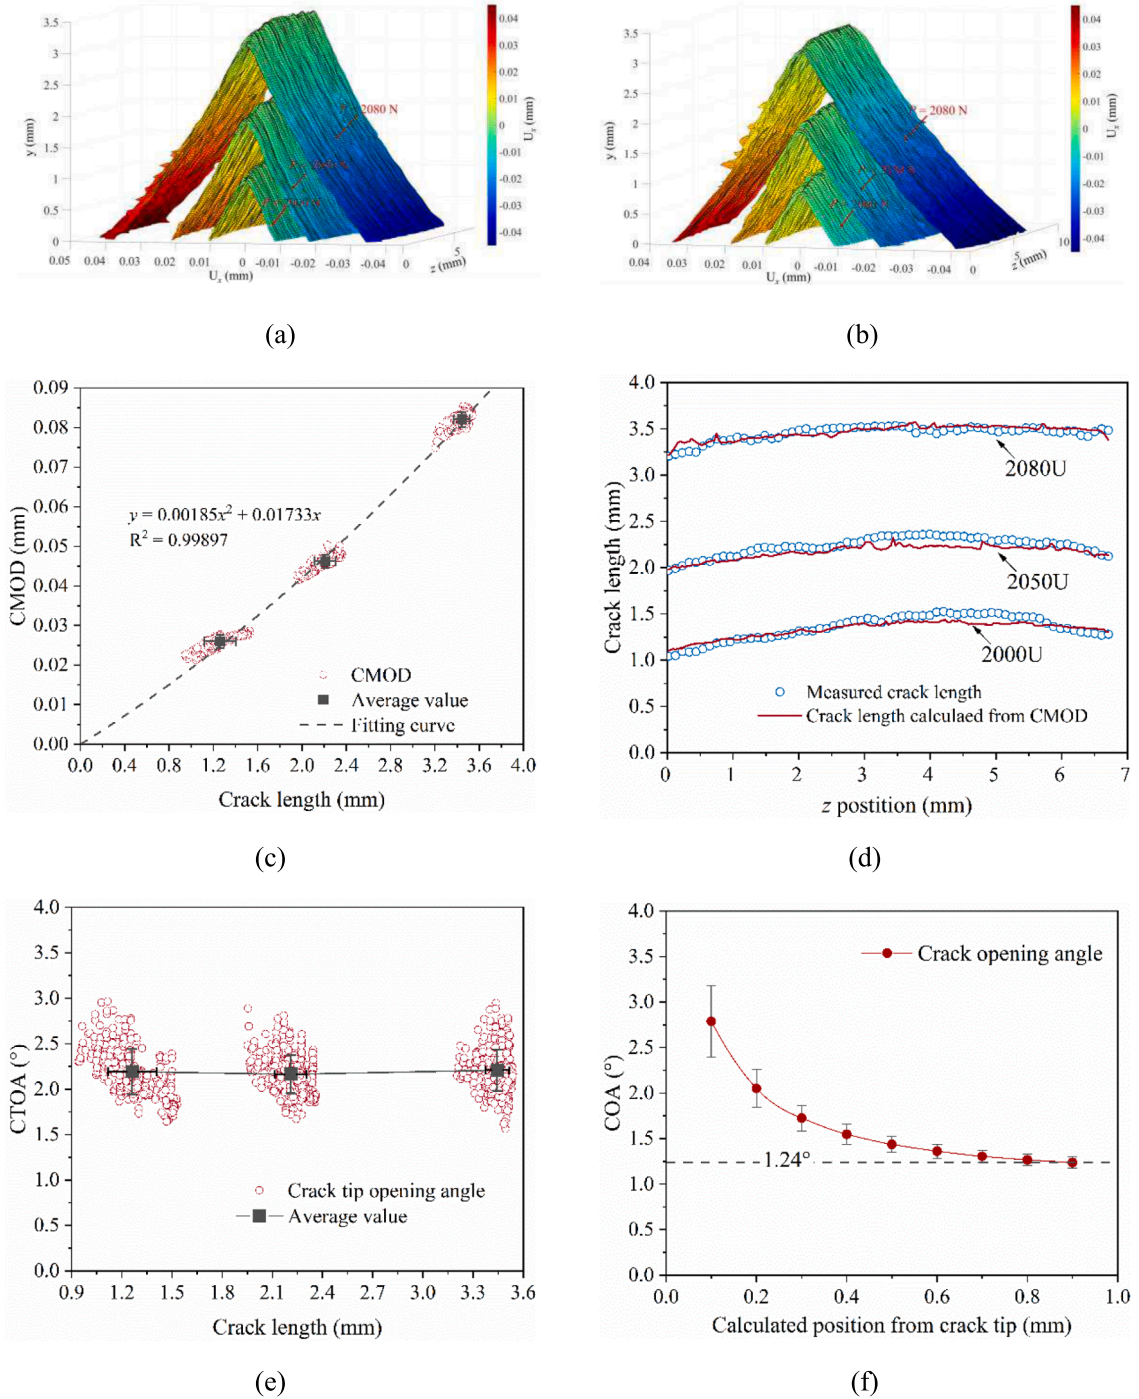 3.5
3
2.5
2
1.5
1
0.5
0
y (mm)
0.05
0.04
0.03
0.02
0.01
0
-0.01
-0.02
-0.03
-0.04
0
5
Ux (mm)
z (mm)
2080 N
0.04
0.03
0.02
0.01
0
-0.01
-0.02
-0.03
-0.04
Ux (mm)
(a)
3.5
3
2.5
2
1.5
1
0.5
0
y (mm)
0.05
0.04
0.03
0.02
0.01
0
-0.01
-0.02
-0.03
-0.04
0
5
10
Ux (mm)
z (mm)
= 2080 N
0.04
0.03
0.02
0.01
0
-0.01
-0.02
-0.03
-0.04
Ux (mm)
(b)
0.09
0.08
0.07
0.06
0.05
0.04
0.03
0.02
0.01
0.00
CMOD (mm)
y = 0.00185x² + 0.01733x
R² = 0.99897
CMOD
Average value
Fitting curve
0.0 0.4 0.8 1.2 1.6 2.0 2.4 2.8 3.2 3.6 4.0
Crack length (mm)
(c)
4.0
3.5
3.0
2.5
2.0
1.5
1.0
0.5
0.0
Crack length (mm)
2080U
2050U
2000U
Measured crack length
Crack length calculaed from CMOD
0 1 2 3 4 5 6 7
z postition (mm)
(d)
4.0
3.5
3.0
2.5
2.0
1.5
1.0
0.5
0.0
CTOA (°)
Crack tip opening angle
Average value
0.9 1.2 1.5 1.8 2.1 2.4 2.7 3.0 3.3 3.6
Crack length (mm)
(e)
4.0
3.5
3.0
2.5
2.0
1.5
1.0
0.5
0.0
COA (°)
Crack opening angle
1.24°
0.0 0.2 0.4 0.6 0.8 1.0
Calculated position from crack tip (mm)
(f)